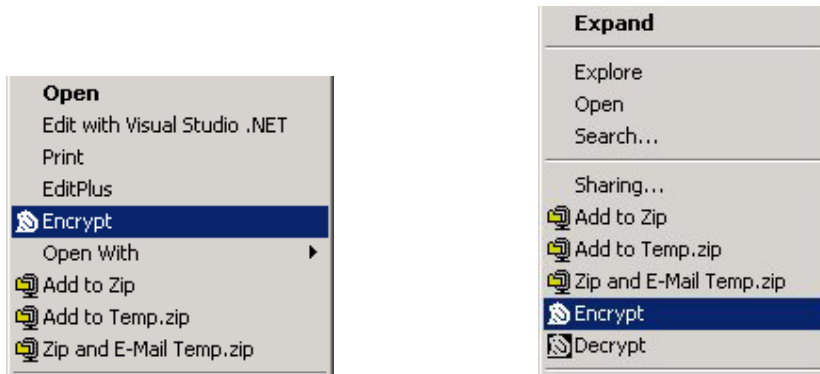 Open
Edit with Visual Studio .NET
Print
EditPlus
Encrypt
Open With
Add to Zip
Add to Temp.zip
Zip and E-Mail Temp.zip
Expand
Explore
Open
Search...
Sharing...
Add to Zip
Add to Temp.zip
Zip and E-Mail Temp.zip
Encrypt
Decrypt